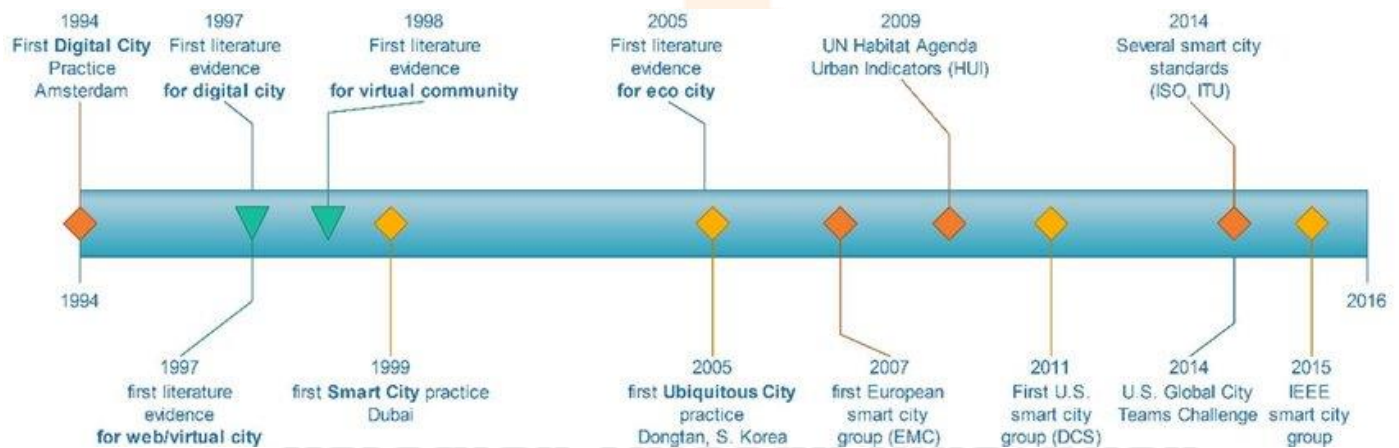 1994
First Digital City
Practice
Amsterdam
1997
First literature
evidence
for digital city
1998
First literature
evidence
for virtual community
2005
First literature
evidence
for eco city
2009
UN Habitat Agenda
Urban Indicators (HUI)
2014
Several smart city
standards
(ISO, ITU)
1994
2016
1997
first literature
evidence
for web/virtual city
1999
first Smart City practice
Dubai
2005
first Ubiquitous City
practice
Dongtan, S. Korea
2007
first European
smart city
group (EMC)
2011
First U.S.
smart city
group (DCS)
2014
U.S. Global City
Teams Challenge
2015
IEEE
smart city
group